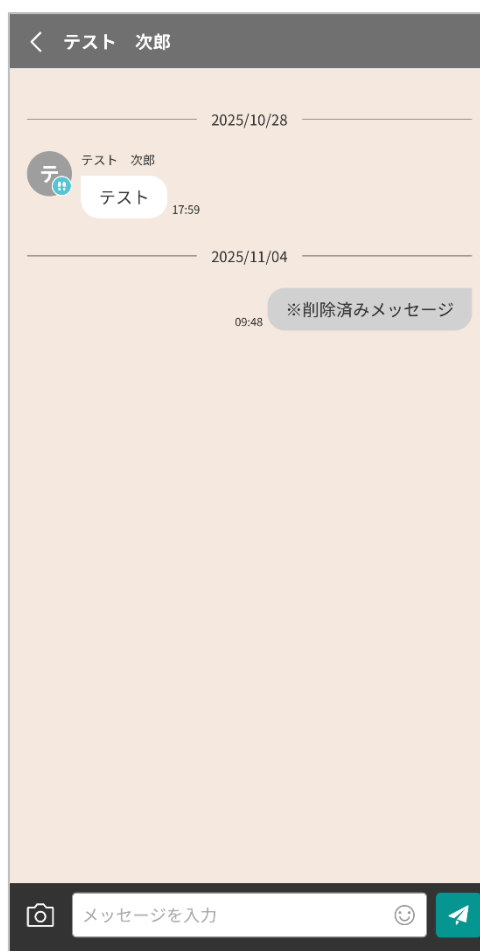 テスト　次郎
2025/10/28
テ
テスト　次郎
テスト
17:59
2025/11/04
※削除済みメッセージ
09:48
メッセージを入力